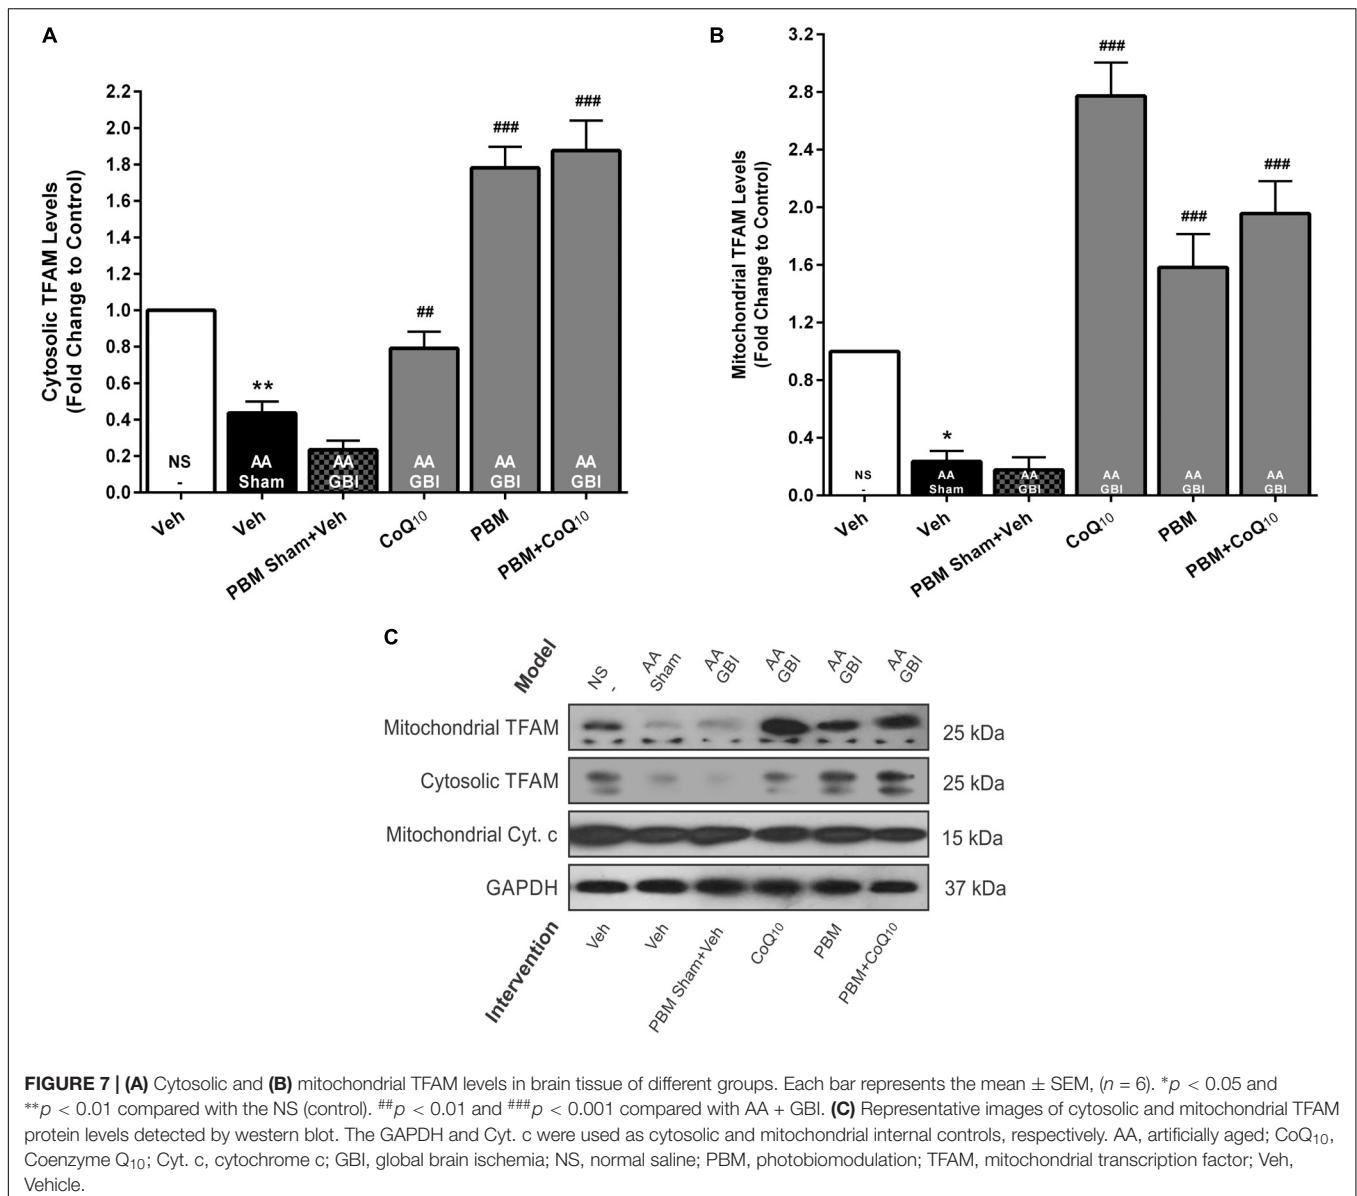 A
Cytosolic TFAM Levels
(Fold Change to Control)
2.2
2.0
1.8
1.6
1.4
1.2
1.0
0.8
0.6
0.4
0.2
0.0
**
##
###
###
NS
-
AA
Sham
AA
GBI
AA
GBI
AA
GBI
AA
GBI
Veh
Veh
PBM Sham+Veh
CoQ10
PBM
PBM+CoQ10
B
Mitochondrial TFAM Levels
(Fold Change to Control)
3.2
2.8
2.4
2.0
1.6
1.2
0.8
0.4
0.0
*
###
###
###
NS
-
AA
Sham
AA
GBI
AA
GBI
AA
GBI
AA
GBI
Veh
Veh
PBM Sham+Veh
CoQ10
PBM
PBM+CoQ10
C
Model
NS
-
AA
Sham
AA
GBI
AA
GBI
AA
GBI
AA
GBI
Mitochondrial TFAM 25 kDa
Cytosolic TFAM 25 kDa
Mitochondrial Cyt. c 15 kDa
GAPDH 37 kDa
Intervention
Veh
Veh
PBM Sham+Veh
CoQ10
PBM
PBM+CoQ10
FIGURE 7 | (A) Cytosolic and (B) mitochondrial TFAM levels in brain tissue of different groups. Each bar represents the mean ± SEM, (n = 6). *p < 0.05 and
**p < 0.01 compared with the NS (control). ##p < 0.01 and ###p < 0.001 compared with AA + GBI. (C) Representative images of cytosolic and mitochondrial TFAM
protein levels detected by western blot. The GAPDH and Cyt. c were used as cytosolic and mitochondrial internal controls, respectively. AA, artificially aged; CoQ10,
Coenzyme Q10; Cyt. c, cytochrome c; GBI, global brain ischemia; NS, normal saline; PBM, photobiomodulation; TFAM, mitochondrial transcription factor; Veh,
Vehicle.